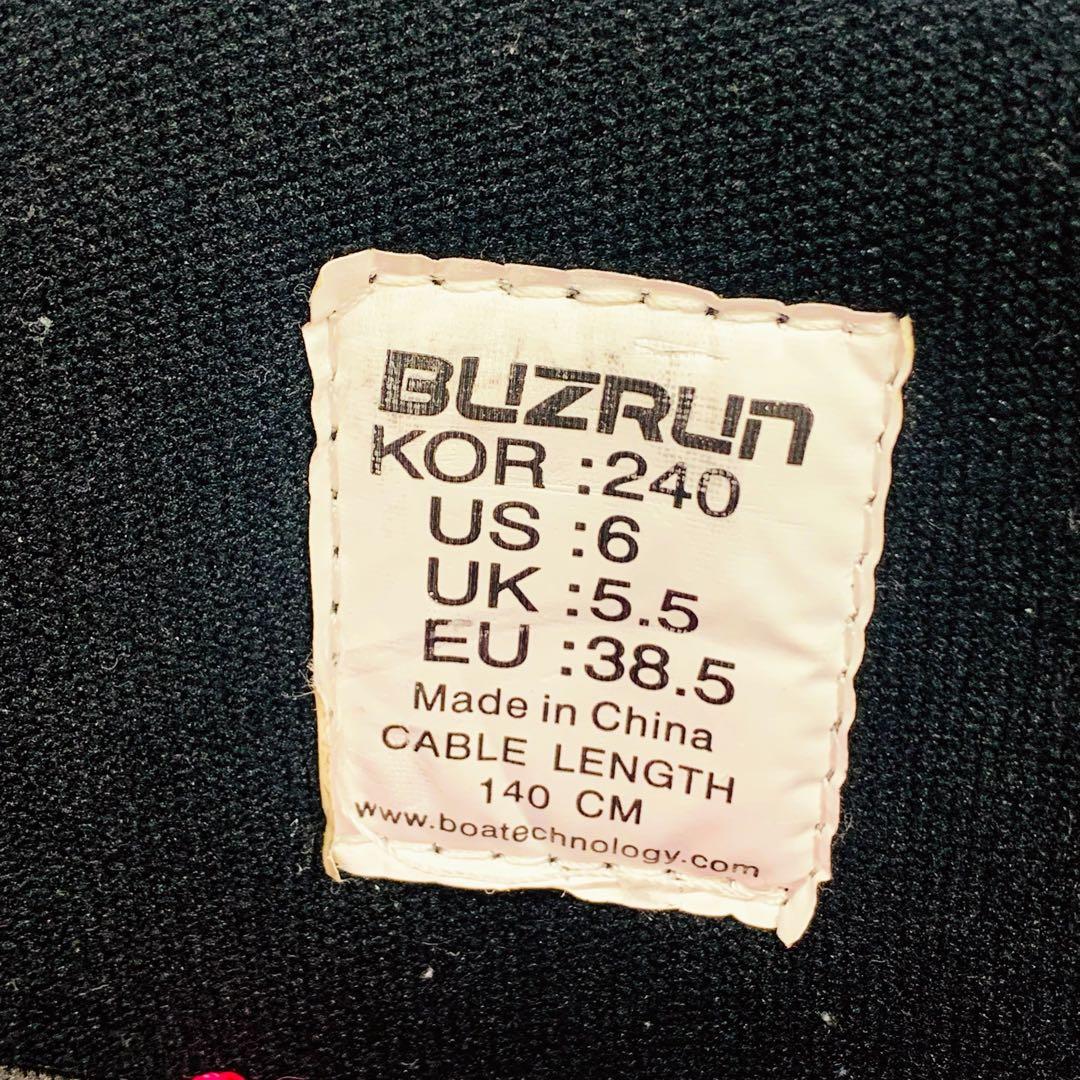 BUZRUN
KOR :240
US :6
UK :5.5
EU :38.5
Made in China
CABLE LENGTH
140 CM
www.boatechnology.com